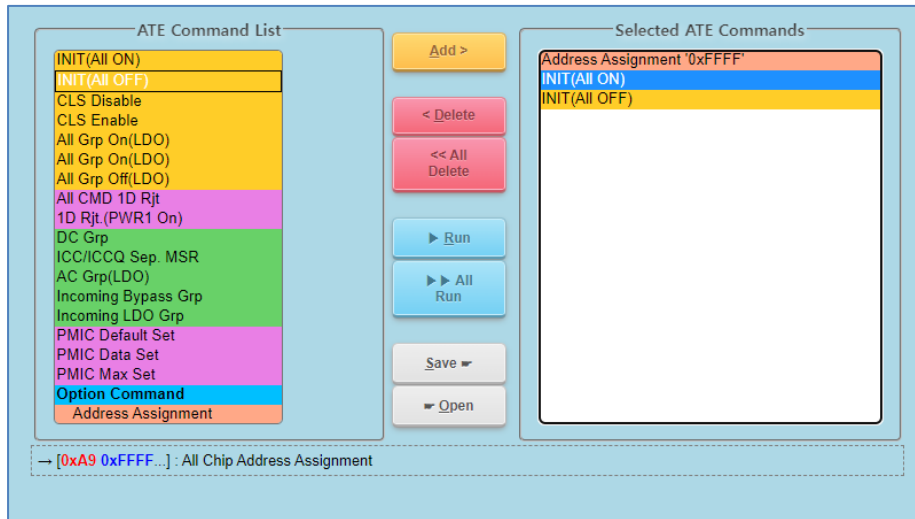 ATE Command List
INIT(All ON)
INIT(All OFF)
CLS Disable
CLS Enable
All Grp On(LDO)
All Grp On(LDO)
All Grp Off(LDO)
All CMD 1D Rjt
1D Rjt.(PWR1 On)
DC Grp
ICC/ICCQ Sep. MSR
AC Grp(LDO)
Incoming Bypass Grp
Incoming LDO Grp
PMIC Default Set
PMIC Data Set
PMIC Max Set
Option Command
Address Assignment
Add >
< Delete
<< All
Delete
▶ Run
▶▶ All
Run
Save ☛
☛ Open
Selected ATE Commands
Address Assignment '0xFFFF'
INIT(All ON)
INIT(All OFF)
→ [0xA9 0xFFFF...] : All Chip Address Assignment